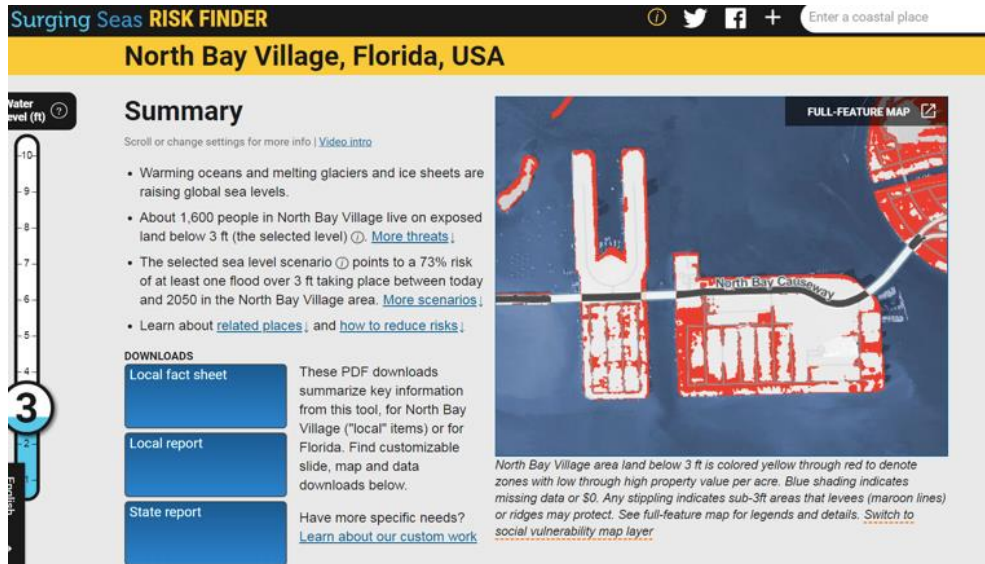 Surging Seas RISK FINDER
Enter a coastal place
North Bay Village, Florida, USA
Water
level (ft) ?
10
9
8
7
6
5
4
3
2
1
English
Summary
Scroll or change settings for more info | Video intro
• Warming oceans and melting glaciers and ice sheets are
raising global sea levels.
• About 1,600 people in North Bay Village live on exposed
land below 3 ft (the selected level) ⓘ. More threats↓
• The selected sea level scenario ⓘ points to a 73% risk
of at least one flood over 3 ft taking place between today
and 2050 in the North Bay Village area. More scenarios↓
• Learn about related places↓ and how to reduce risks↓
DOWNLOADS
Local fact sheet
Local report
State report
These PDF downloads
summarize key information
from this tool, for North Bay
Village ("local" items) or for
Florida. Find customizable
slide, map and data
downloads below.
Have more specific needs?
Learn about our custom work
FULL-FEATURE MAP
North Bay Causeway
North Bay Village area land below 3 ft is colored yellow through red to denote
zones with low through high property value per acre. Blue shading indicates
missing data or $0. Any stippling indicates sub-3ft areas that levees (maroon lines)
or ridges may protect. See full-feature map for legends and details. Switch to
social vulnerability map layer